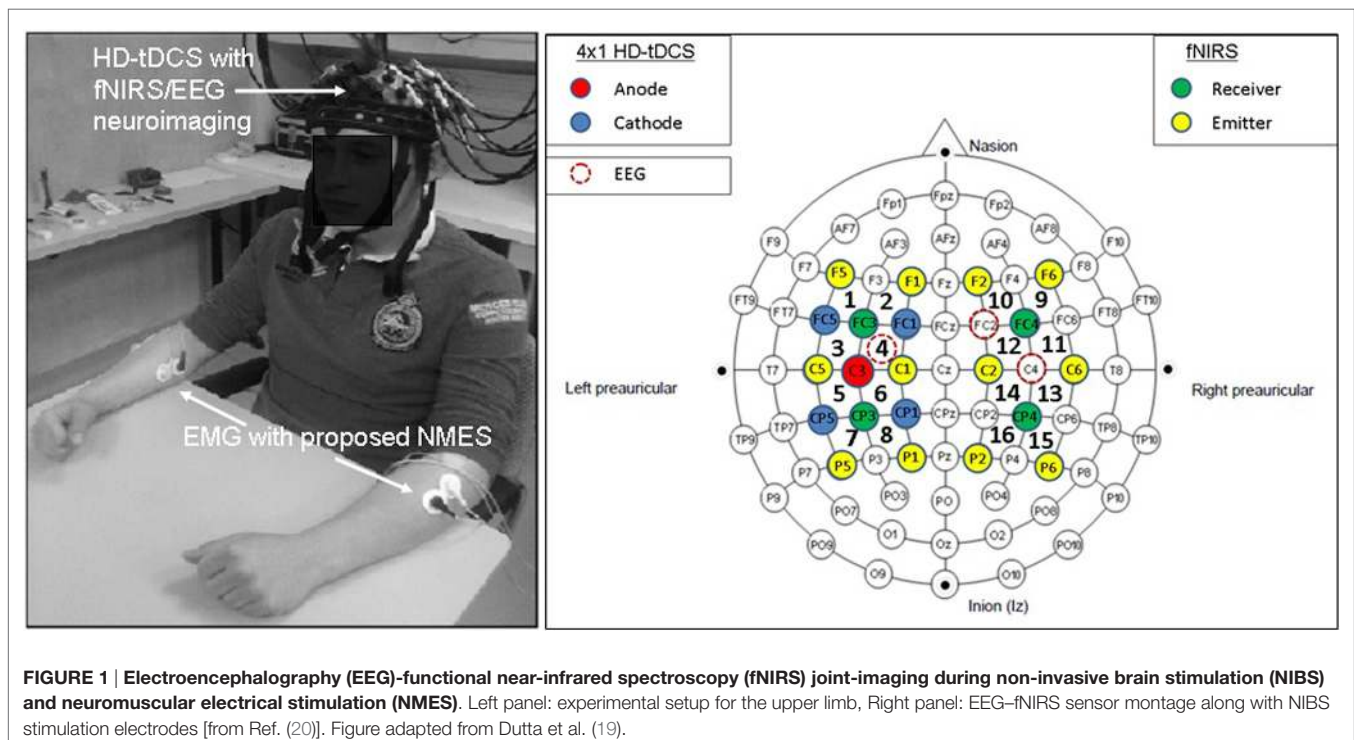 HD-tDCS with
fNIRS/EEG
neuroimaging
EMG with proposed NMES
4x1 HD-tDCS
Anode
Cathode
EEG
fNIRS
Receiver
Emitter
Nasion
Fp1 Fpz Fp2
AF7 AF3 AFz AF4 AF8
F9 F7 F5 F3 F1 Fz F2 F4 F6 F8 F10
1 2 10 9
FT9 FT7 FC5 FC3 FC1 FCz FC2 FC4 FC6 FT8 FT10
3 4 12 11
Left preauricular T7 C5 C3 C1 Cz C2 C4 C6 T8 Right preauricular
5 6 14 13
TP9 TP7 CP5 CP3 CP1 CPz CP2 CP4 CP6 TP8 TP10
7 8 16 15
P9 P7 P5 P3 P1 Pz P2 P4 P6 P8 P10
PO7 PO3 PO PO4 PO8
PO9 O1 Oz O2 PO10
O9 O10
Inion (Iz)
FIGURE 1 | Electroencephalography (EEG)-functional near-infrared spectroscopy (fNIRS) joint-imaging during non-invasive brain stimulation (NIBS)
and neuromuscular electrical stimulation (NMES). Left panel: experimental setup for the upper limb, Right panel: EEG–fNIRS sensor montage along with NIBS
stimulation electrodes [from Ref. (20)]. Figure adapted from Dutta et al. (19).